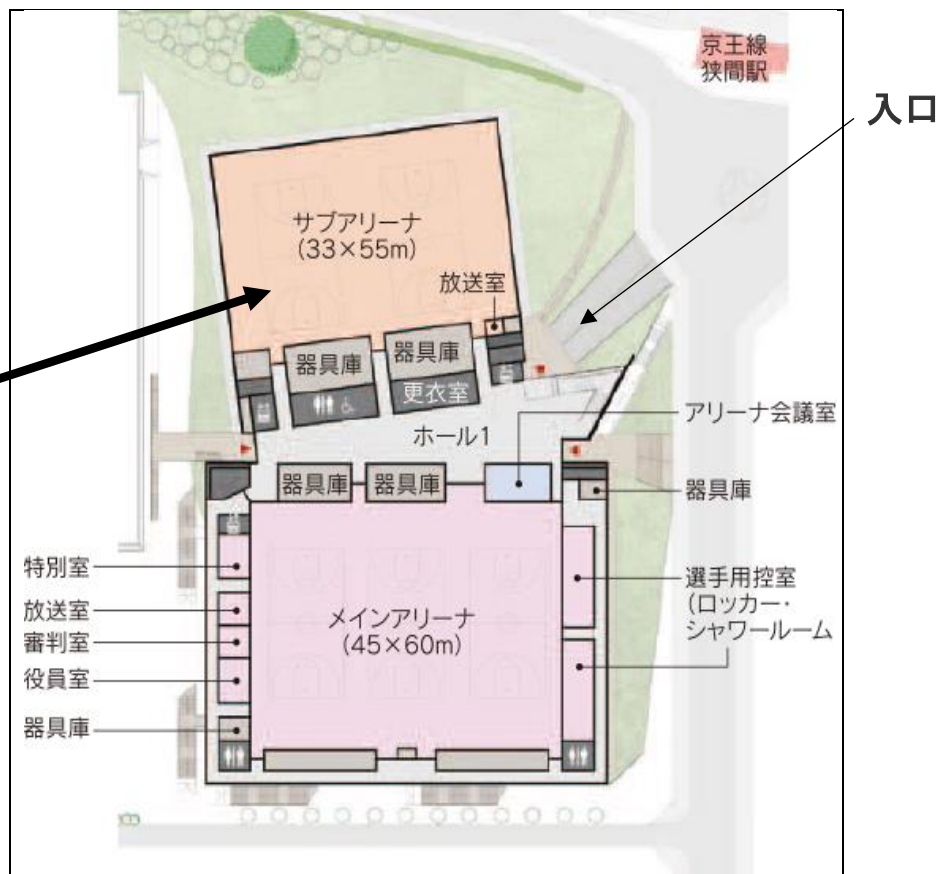 京王線
狭間駅
入口
サブアリーナ
(33×55m)
放送室
器具庫
器具庫
更衣室
ホール1
アリーナ会議室
器具庫
器具庫
器具庫
特別室
放送室
審判室
役員室
器具庫
メインアリーナ
(45×60m)
選手用控室
(ロッカー・
シャワールーム